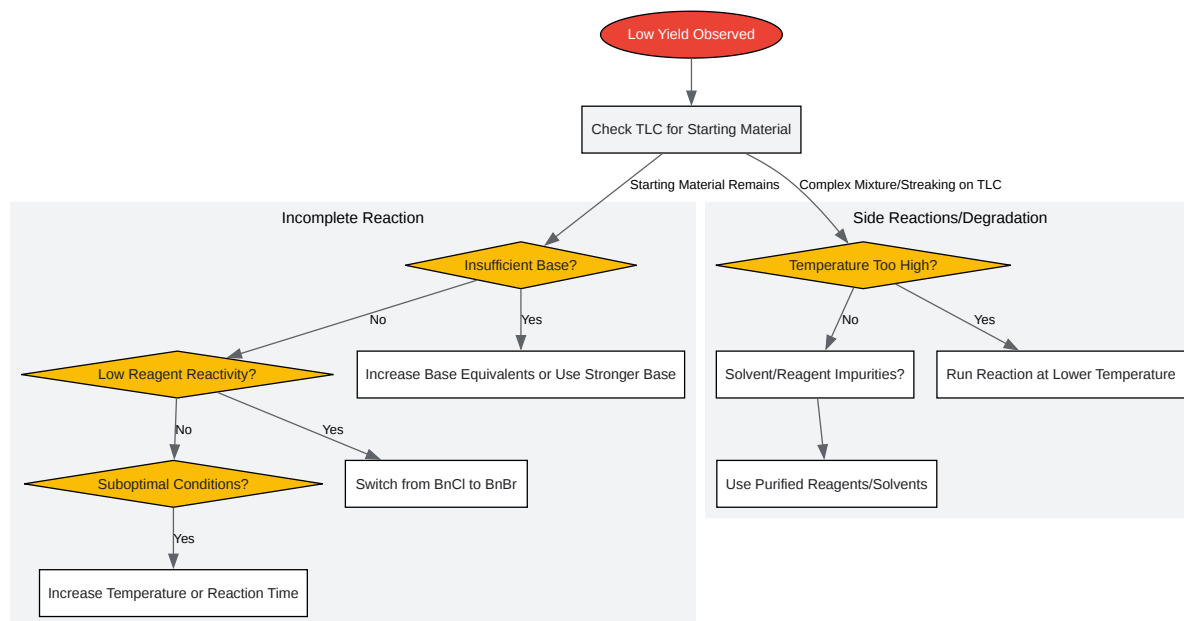 Low Yield Observed
Check TLC for Starting Material
Starting Material Remains
Complex Mixture/Streaking on TLC
Incomplete Reaction
Side Reactions/Degradation
Insufficient Base?
Temperature Too High?
No
Yes
No
Yes
Low Reagent Reactivity?
Increase Base Equivalents or Use Stronger Base
Solvent/Reagent Impurities?
Run Reaction at Lower Temperature
No
Yes
Suboptimal Conditions?
Switch from BnCl to BnBr
Use Purified Reagents/Solvents
Yes
Increase Temperature or Reaction Time